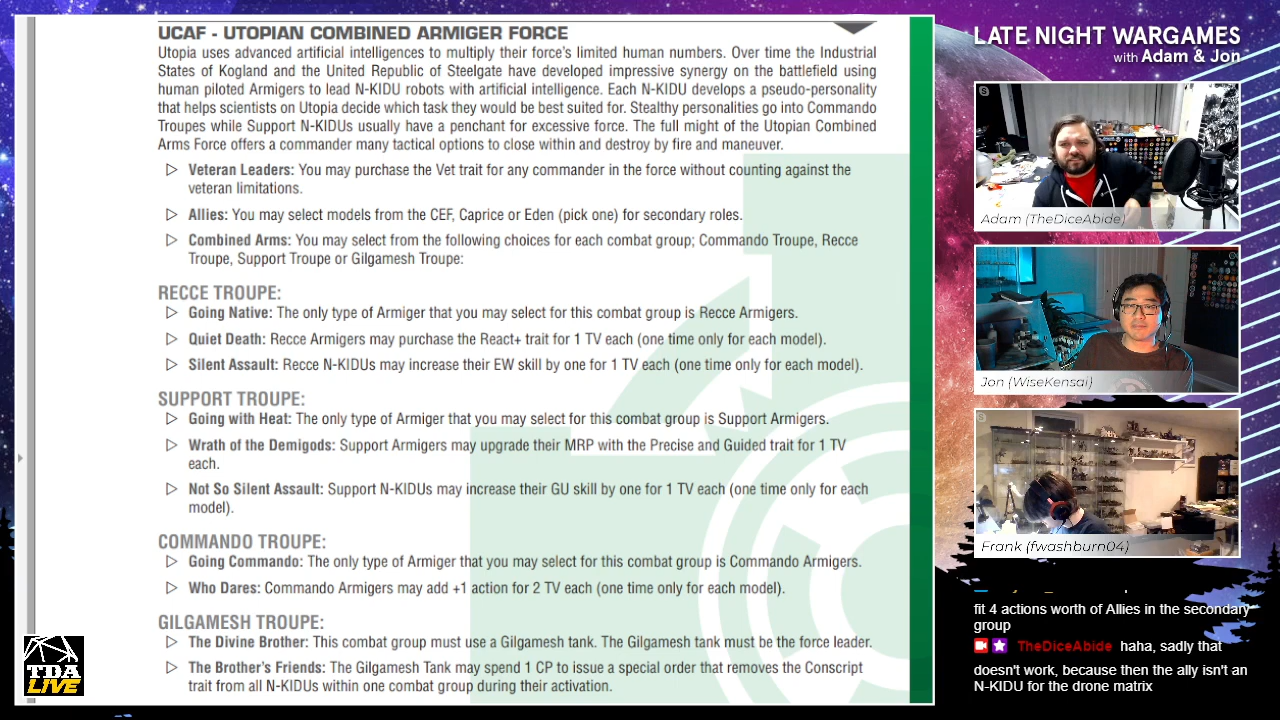 UCAF - UTOPIAN COMBINED ARMIGER FORCE
Utopia uses advanced artificial intelligences to multiply their force's limited human numbers. Over time the Industrial
States of Kogland and the United Republic of Steelgate have developed impressive synergy on the battlefield using
human piloted Armigers to lead N-KIDU robots with artificial intelligence. Each N-KIDU develops a pseudo-personality
that helps scientists on Utopia decide which task they would be best suited for. Stealthy personalities go into Commando
Troupes while Support N-KIDUs usually have a penchant for excessive force. The full might of the Utopian Combined
Arms Force offers a commander many tactical options to close within and destroy by fire and maneuver.
Veteran Leaders: You may purchase the Vet trait for any commander in the force without counting against the
veteran limitations.
Allies: You may select models from the CEF, Caprice or Eden (pick one) for secondary roles.
Combined Arms: You may select from the following choices for each combat group; Commando Troupe, Recce
Troupe, Support Troupe or Gilgamesh Troupe:
RECCE TROUPE:
Going Native: The only type of Armiger that you may select for this combat group is Recce Armigers.
Quiet Death: Recce Armigers may purchase the React+ trait for 1 TV each (one time only for each model).
Silent Assault: Recce N-KIDUs may increase their EW skill by one for 1 TV each (one time only for each model).
SUPPORT TROUPE:
Going with Heat: The only type of Armiger that you may select for this combat group is Support Armigers.
Wrath of the Demigods: Support Armigers may upgrade their MRP with the Precise and Guided trait for 1 TV
each.
Not So Silent Assault: Support N-KIDUs may increase their GU skill by one for 1 TV each (one time only for each
model).
COMMANDO TROUPE:
Going Commando: The only type of Armiger that you may select for this combat group is Commando Armigers.
Who Dares: Commando Armigers may add +1 action for 2 TV each (one time only for each model).
GILGAMESH TROUPE:
The Divine Brother: This combat group must use a Gilgamesh tank. The Gilgamesh tank must be the force leader.
The Brother's Friends: The Gilgamesh Tank may spend 1 CP to issue a special order that removes the Conscript
trait from all N-KIDUs within one combat group during their activation.
TDA
LIVE
LATE NIGHT WARGAMES
with Adam & Jon
Adam (TheDiceAbide)
Jon (WiseKensai)
Frank (fwashburn04)
fit 4 actions worth of Allies in the secondary
group
TheDiceAbide haha, sadly that
doesn't work, because then the ally isn't an
N-KIDU for the drone matrix